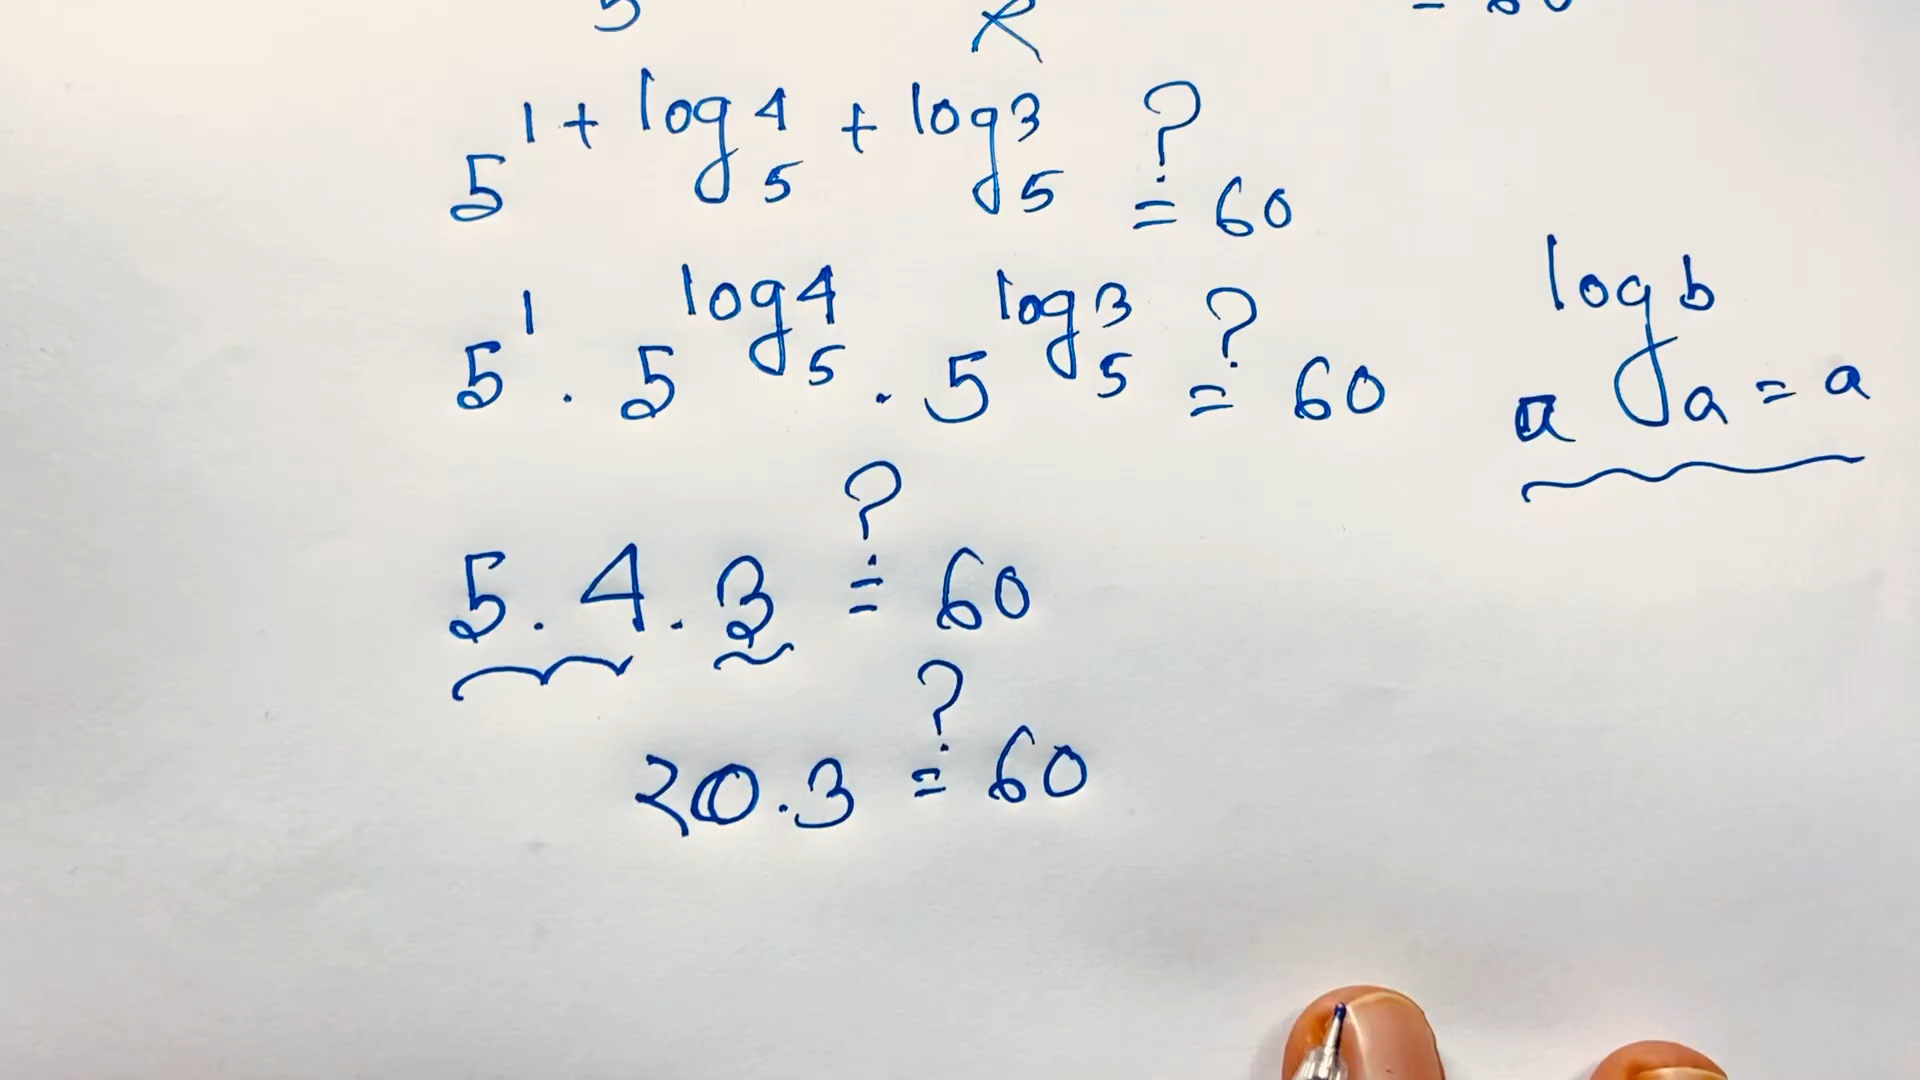 5^{1 + log_5 4 + log_5 3} ?= 60
5^1 . 5^{log_5 4} . 5^{log_5 3} ?= 60
a^{log_a b} = a
5 . 4 . 3 ?= 60
20 . 3 ?= 60